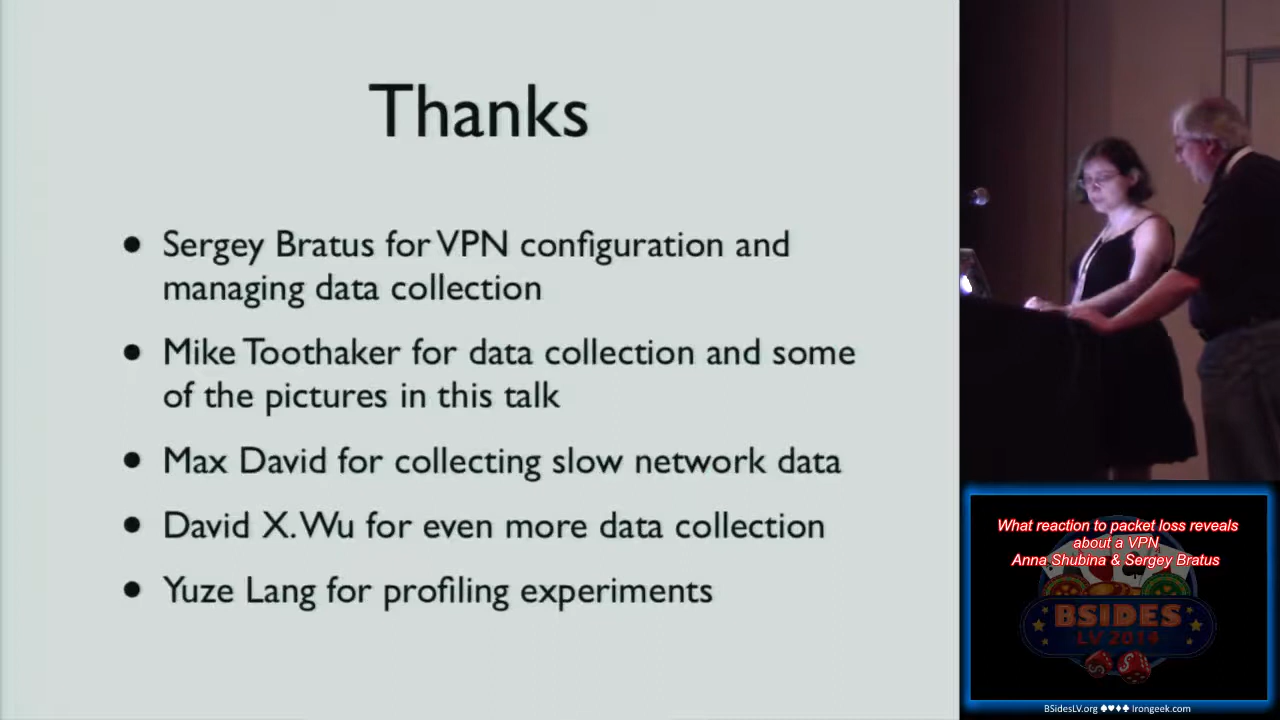 Thanks
• Sergey Bratus for VPN configuration and
managing data collection
• Mike Toothaker for data collection and some
of the pictures in this talk
• Max David for collecting slow network data
• David X. Wu for even more data collection
• Yuze Lang for profiling experiments
What reaction to packet loss reveals
about a VPN
Anna Shubina & Sergey Bratus
BSIDES
LV 2014
BSidesLV.org ♠♥♦♣ Irongeek.com